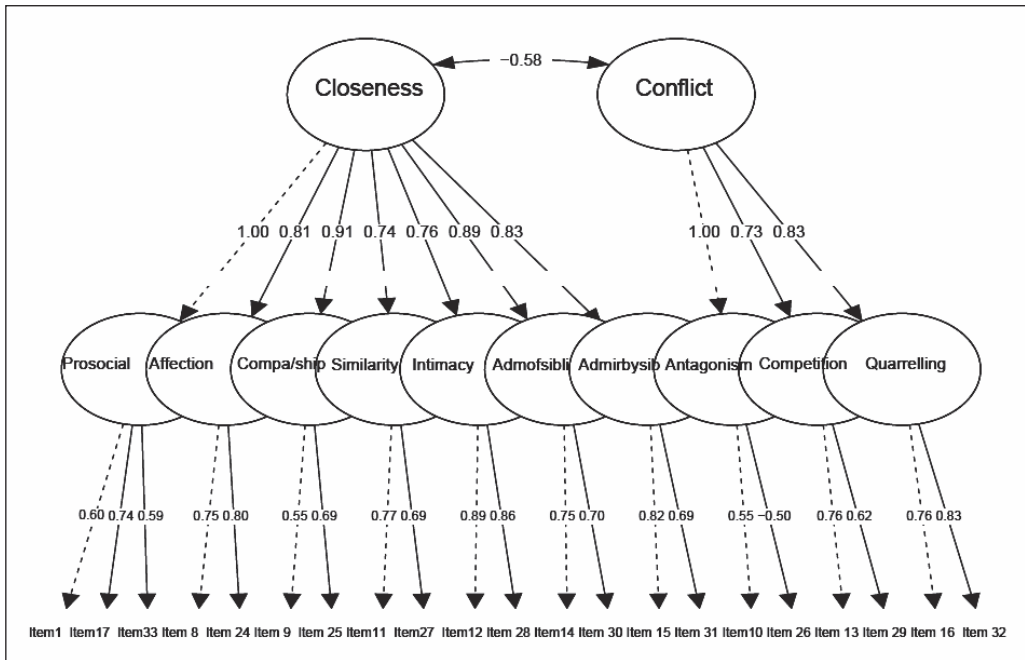 −0.58
Closeness Conflict
1.00 0.81 0.91 0.74 0.76 0.89 0.83 1.00 0.73 0.83
Prosocial Affection Compa/ship Similarity Intimacy Admofsibli Admirbysib Antagonism Competition Quarrelling
0.60 0.74 0.59 0.75 0.80 0.55 0.69 0.77 0.69 0.89 0.86 0.75 0.70 0.82 0.69 0.55 −0.50 0.76 0.62 0.76 0.83
Item1 Item17 Item33 Item 8 Item 24 Item 9 Item 25 Item11 Item27 Item12 Item 28 Item14 Item 30 Item 15 Item 31 Item10 Item 26 Item 13 Item 29 Item 16 Item 32